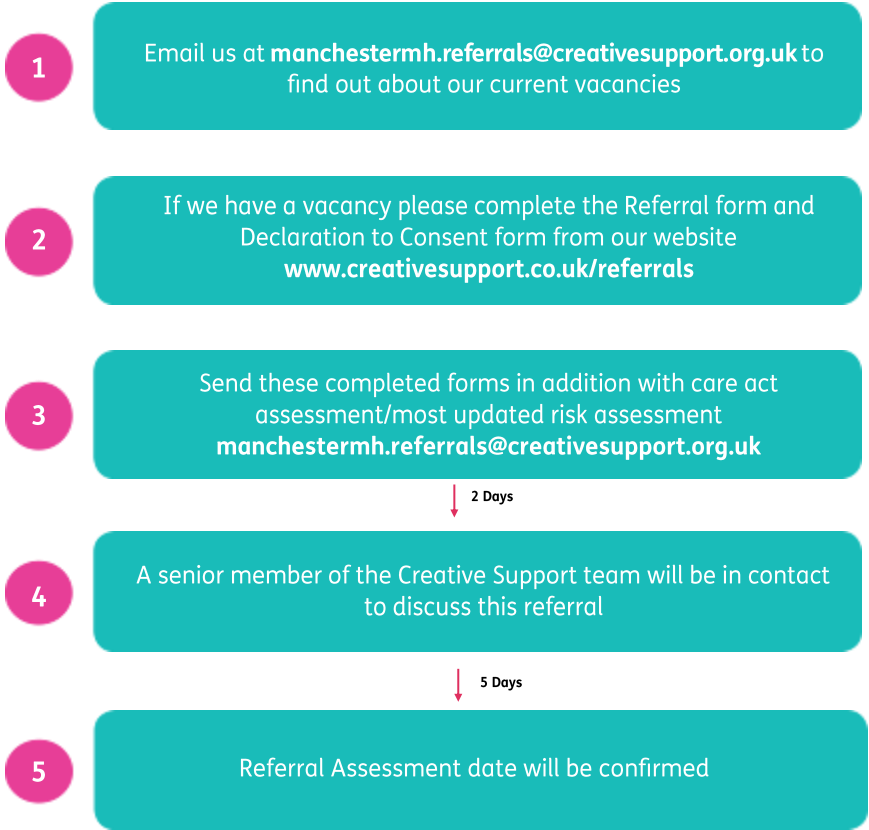 1
Email us at manchestermh.referrals@creativesupport.org.uk to
find out about our current vacancies
2
If we have a vacancy please complete the Referral form and
Declaration to Consent form from our website
www.creativesupport.co.uk/referrals
3
Send these completed forms in addition with care act
assessment/most updated risk assessment
manchestermh.referrals@creativesupport.org.uk
2 Days
4
A senior member of the Creative Support team will be in contact
to discuss this referral
5 Days
5
Referral Assessment date will be confirmed